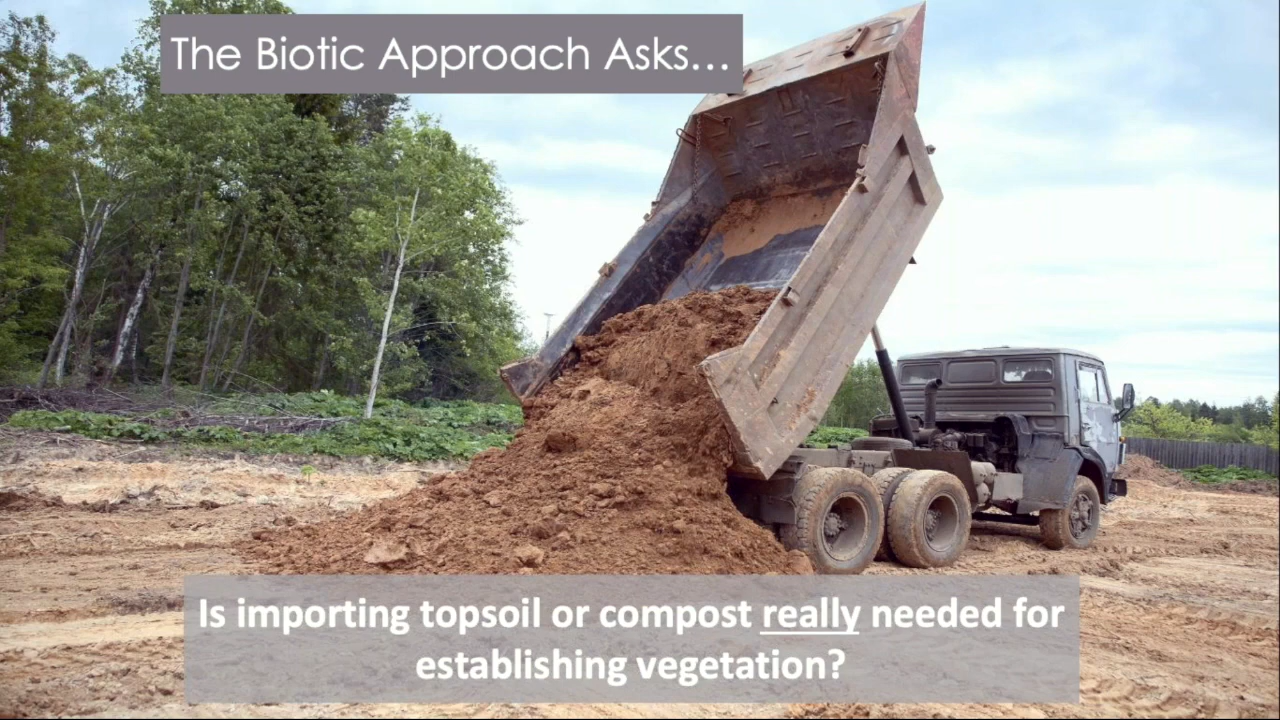 The Biotic Approach Asks...
Is importing topsoil or compost really needed for
establishing vegetation?